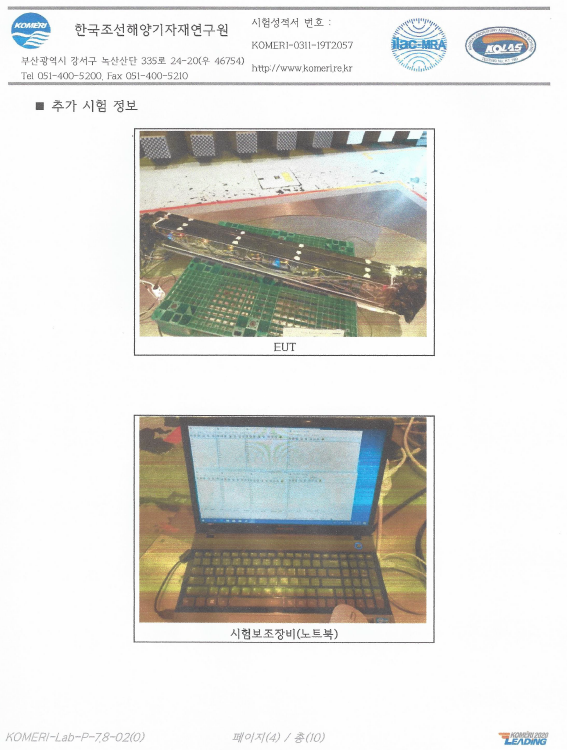 KOMERI
한국조선해양기자재연구원
부산광역시 강서구 녹산산단 335로 24-20(우 46754)
Tel 051-400-5200, Fax 051-400-5210
시험성적서 번호 :
KOMERI-0311-19T2057
http://www.komeri.re.kr
ilac-MRA
KOLAS
■ 추가 시험 정보
EUT
시험보조장비(노트북)
KOMERI-Lab-P-7.8-02(0)
페이지(4) / 총(10)
KOMERI 2020
LEADING